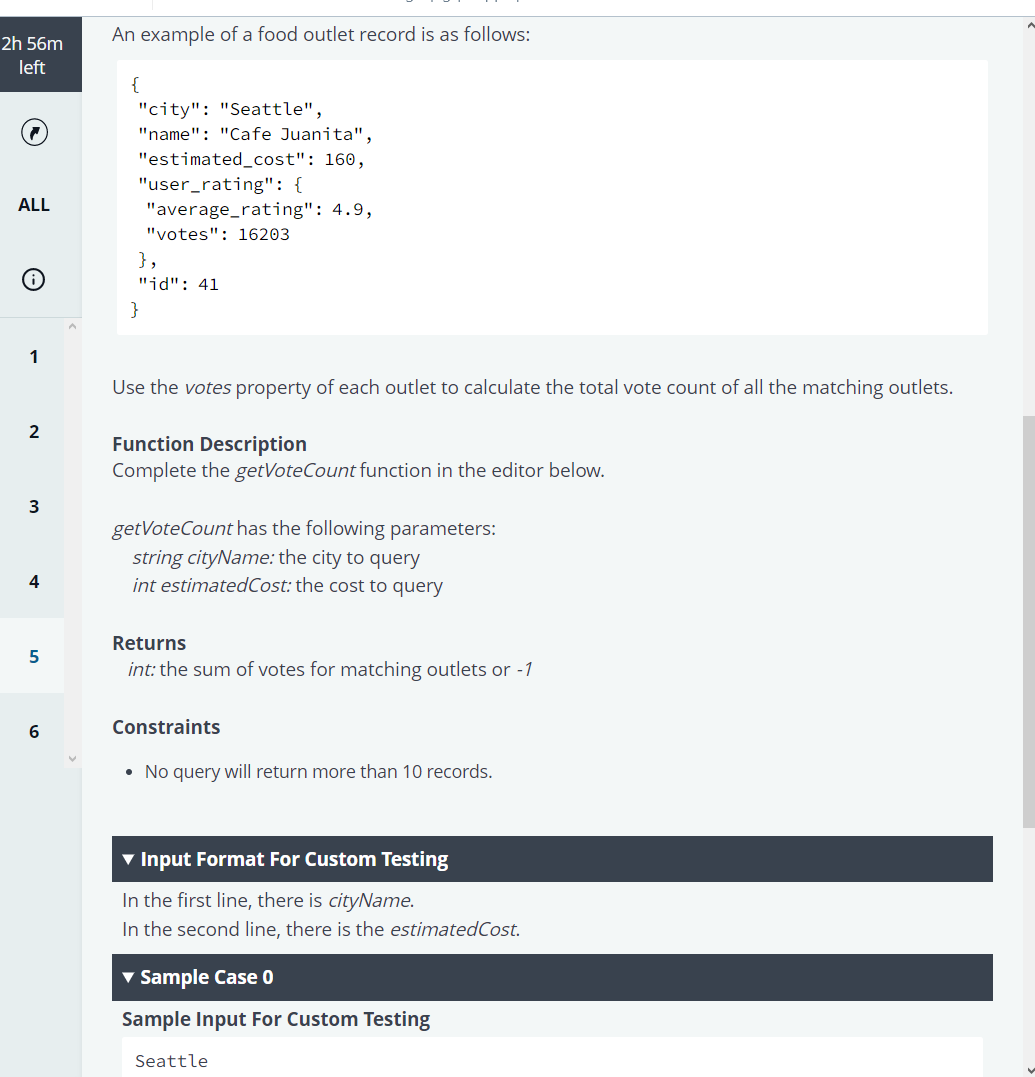 2h 56m
left
ALL
1
2
3
4
5
6
An example of a food outlet record is as follows:
{
"city": "Seattle",
"name": "Cafe Juanita",
"estimated_cost": 160,
"user_rating": {
"average_rating": 4.9,
"votes": 16203
},
"id": 41
}
Use the votes property of each outlet to calculate the total vote count of all the matching outlets.
Function Description
Complete the getVoteCount function in the editor below.
getVoteCount has the following parameters:
string cityName: the city to query
int estimatedCost: the cost to query
Returns
int: the sum of votes for matching outlets or -1
Constraints
• No query will return more than 10 records.
▼ Input Format For Custom Testing
In the first line, there is cityName.
In the second line, there is the estimatedCost.
▼ Sample Case 0
Sample Input For Custom Testing
Seattle